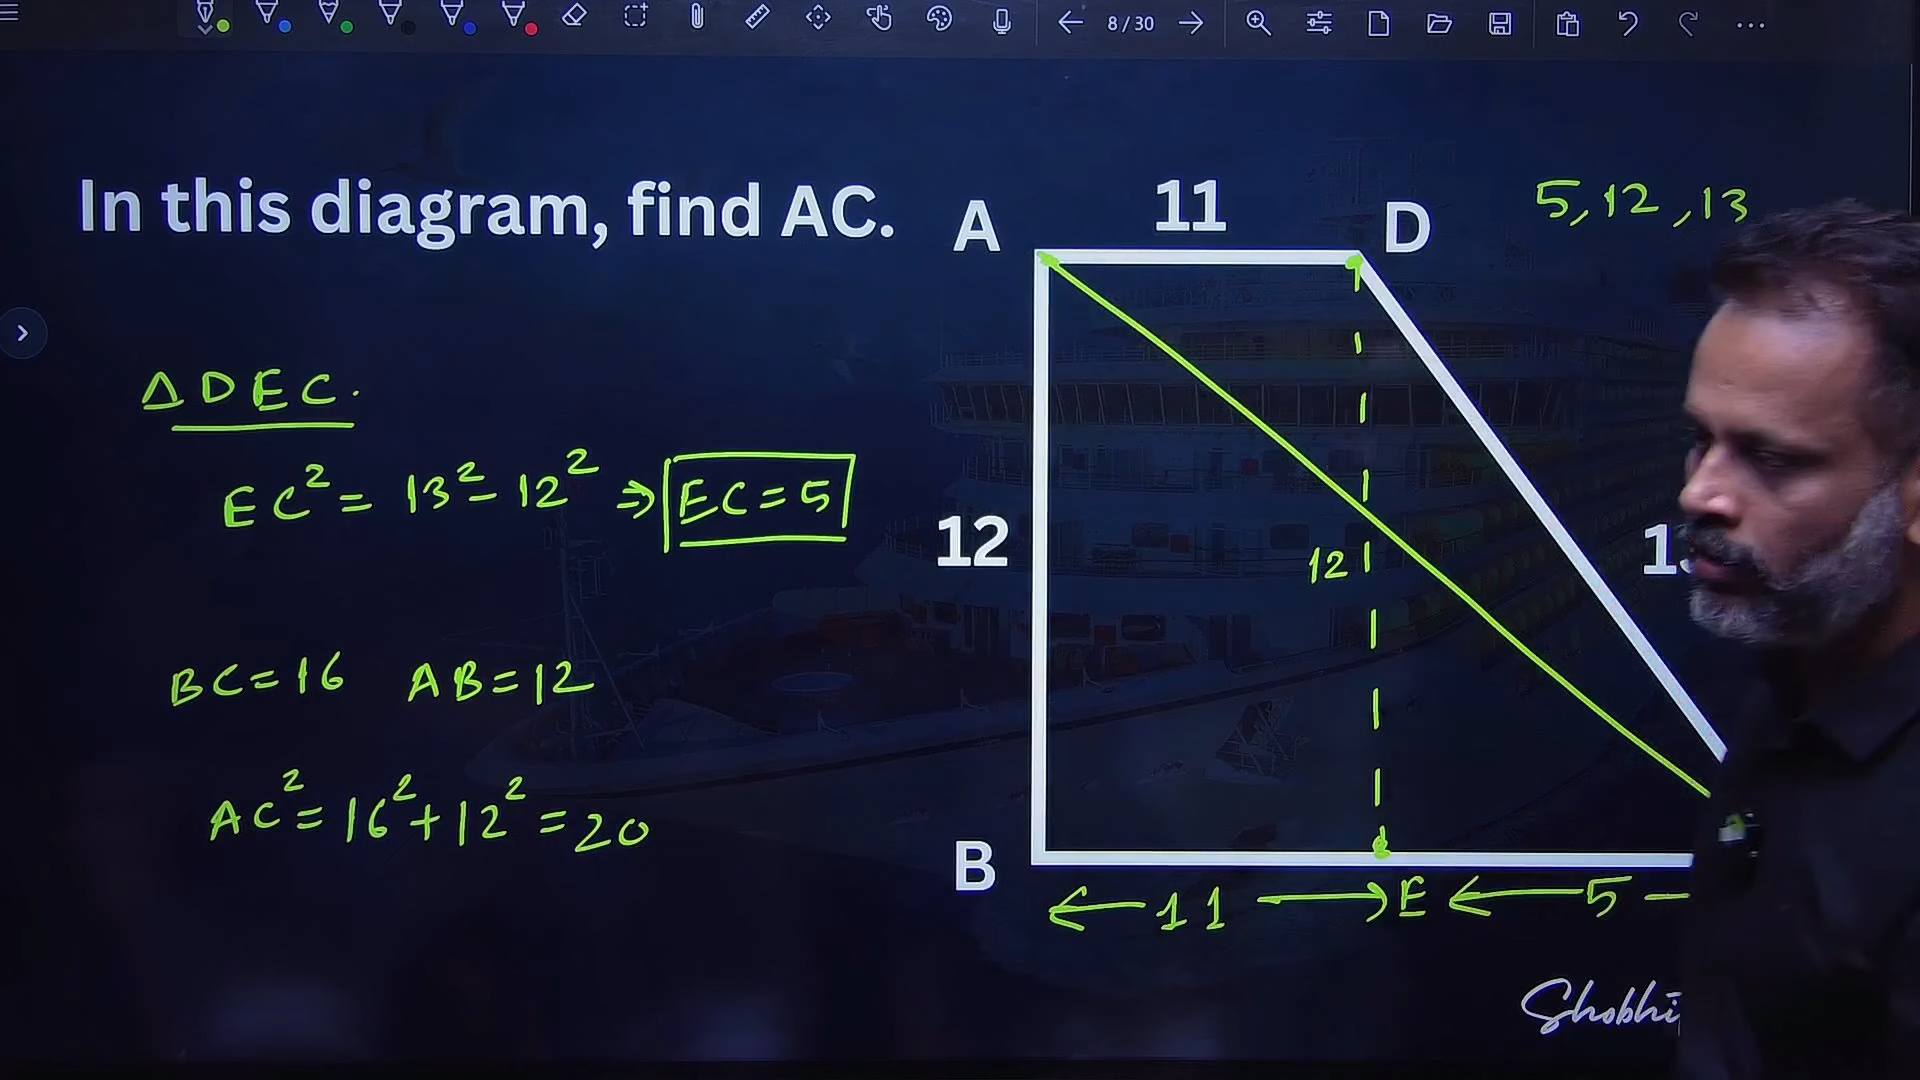 8 / 30
In this diagram, find AC.
A
11
D
5, 12, 13
Δ DEC.
EC² = 13² - 12² ⇒ EC = 5
12
12
BC = 16 AB = 12
AC² = 16² + 12² = 20
B
11
E
5